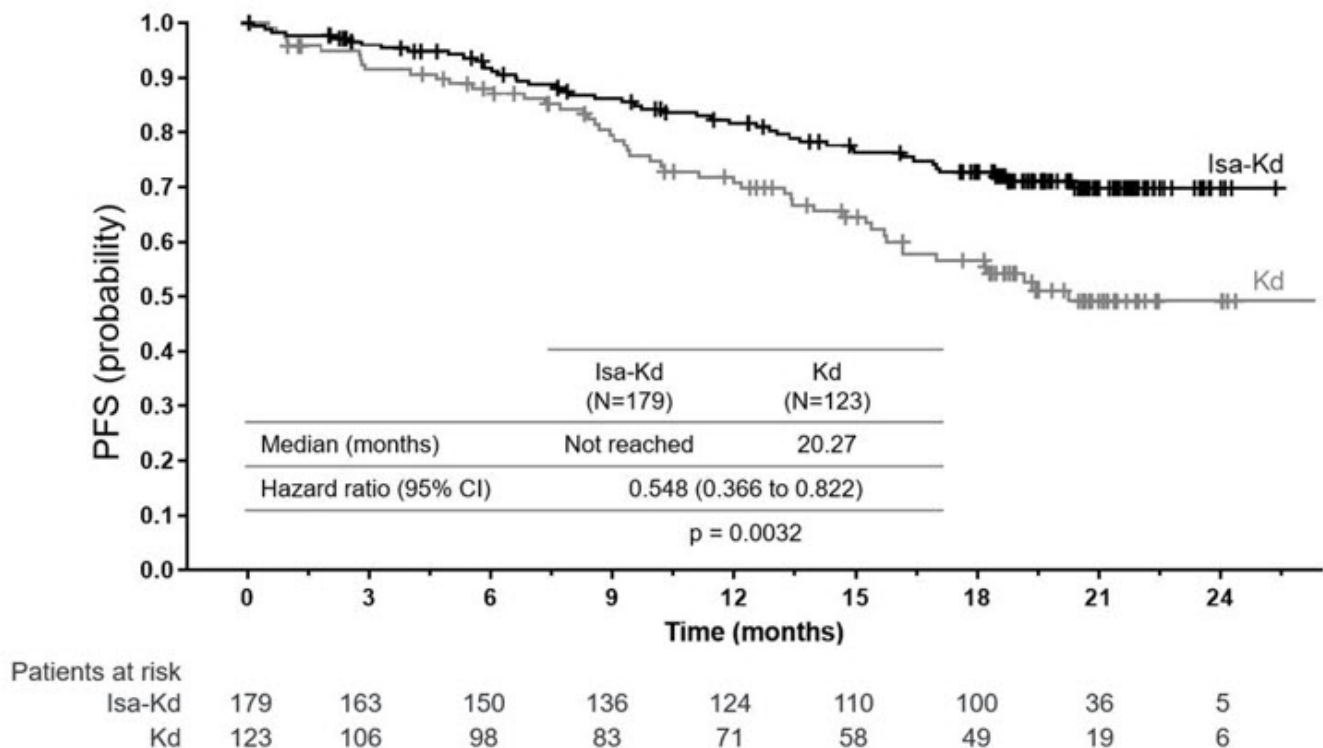 PFS (probability)
1.0
0.9
0.8
0.7
0.6
0.5
0.4
0.3
0.2
0.1
0.0
Isa-Kd
Kd
Isa-Kd Kd
(N=179) (N=123)
Median (months) Not reached 20.27
Hazard ratio (95% CI) 0.548 (0.366 to 0.822)
p = 0.0032
0 3 6 9 12 15 18 21 24
Time (months)
Patients at risk
Isa-Kd 179 163 150 136 124 110 100 36 5
Kd 123 106 98 83 71 58 49 19 6